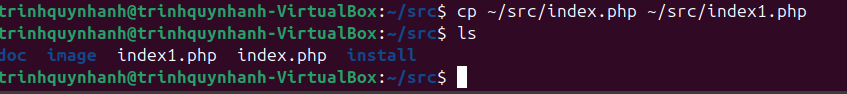 trinhquynhanh@trinhquynhanh-VirtualBox:~/src$ cp ~/src/index.php ~/src/index1.php
trinhquynhanh@trinhquynhanh-VirtualBox:~/src$ ls
doc  image  index1.php  index.php  install
trinhquynhanh@trinhquynhanh-VirtualBox:~/src$